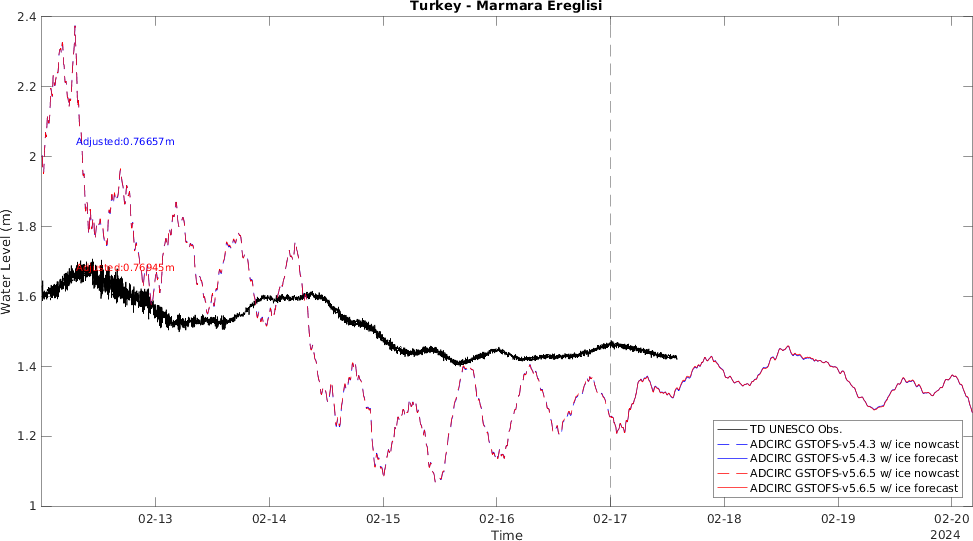 Turkey - Marmara Ereglisi
2.4
2.2
2
1.8
1.6
1.4
1.2
1
Water Level (m)
Adjusted:0.76657m
Adjusted:0.76945m
TD UNESCO Obs.
ADCIRC GSTOFS-v5.4.3 w/ ice nowcast
ADCIRC GSTOFS-v5.4.3 w/ ice forecast
ADCIRC GSTOFS-v5.6.5 w/ ice nowcast
ADCIRC GSTOFS-v5.6.5 w/ ice forecast
02-13 02-14 02-15 02-16 02-17 02-18 02-19 02-20
Time
2024